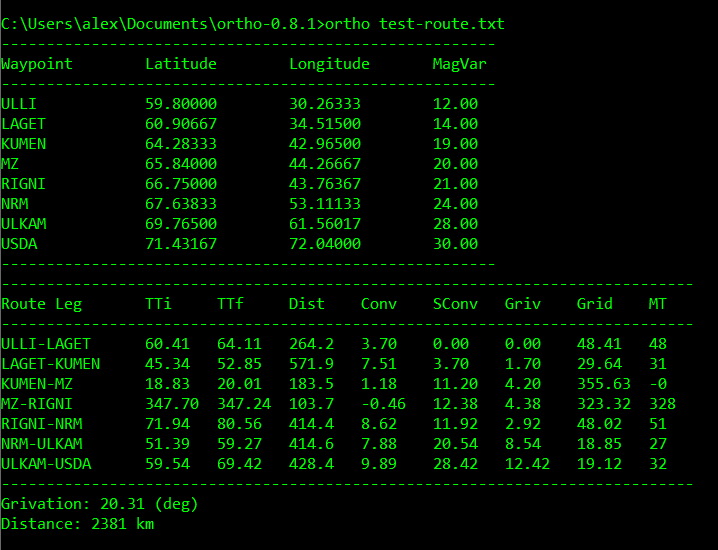 C:\Users\alex\Documents\ortho-0.8.1>ortho test-route.txt
-------------------------------------------------------
Waypoint        Latitude        Longitude       MagVar
-------------------------------------------------------
ULLI            59.80000        30.26333        12.00
LAGET           60.90667        34.51500        14.00
KUMEN           64.28333        42.96500        19.00
MZ              65.84000        44.26667        20.00
RIGNI           66.75000        43.76367        21.00
NRM             67.63833        53.11133        24.00
ULKAM           69.76500        61.56017        28.00
USDA            71.43167        72.04000        30.00
-------------------------------------------------------
-----------------------------------------------------------------------------
Route Leg       TTi     TTf     Dist    Conv    SConv   Griv    Grid    MT
-----------------------------------------------------------------------------
ULLI-LAGET      60.41   64.11   264.2   3.70    0.00    0.00    48.41   48
LAGET-KUMEN     45.34   52.85   571.9   7.51    3.70    1.70    29.64   31
KUMEN-MZ        18.83   20.01   183.5   1.18    11.20   4.20    355.63  -0
MZ-RIGNI        347.70  347.24  103.7   -0.46   12.38   4.38    323.32  328
RIGNI-NRM       71.94   80.56   414.4   8.62    11.92   2.92    48.02   51
NRM-ULKAM       51.39   59.27   414.6   7.88    20.54   8.54    18.85   27
ULKAM-USDA      59.54   69.42   428.4   9.89    28.42   12.42   19.12   32
-----------------------------------------------------------------------------
Grivation: 20.31 (deg)
Distance: 2381 km